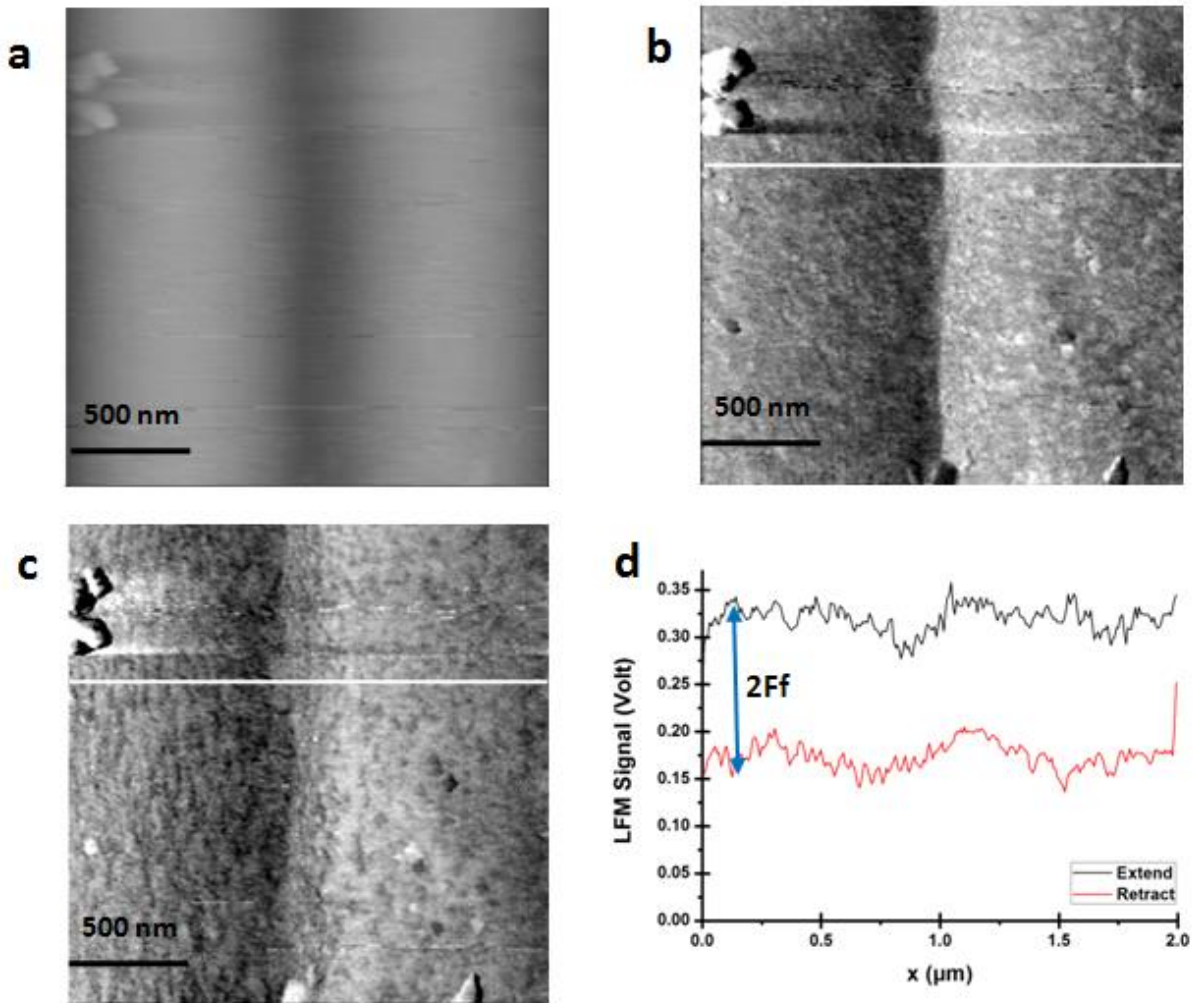 a
500 nm
b
500 nm
c
500 nm
d
LFM Signal (Volt)
0.35
0.30
0.25
0.20
0.15
0.10
0.05
0.00
2Ff
Extend
Retract
0.0 0.5 1.0 1.5 2.0
x (µm)